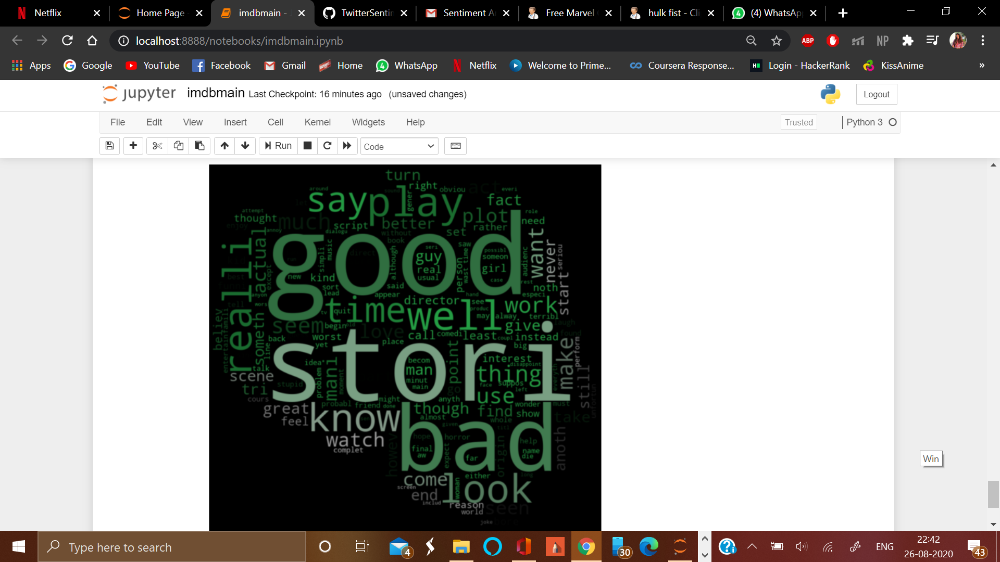 Netflix
Home Page
imdbmain -
TwitterSenti
Sentiment A
Free Marvel
hulk fist - Cli
(4) WhatsAp
localhost:8888/notebooks/imdbmain.ipynb
ABP
NP
Apps
Google
YouTube
Facebook
Gmail
Home
WhatsApp
Netflix
Welcome to Prime...
Coursera Response...
Login - HackerRank
KissAnime
»
jupyter imdbmain Last Checkpoint: 16 minutes ago (unsaved changes)
Logout
File Edit View Insert Cell Kernel Widgets Help
Trusted
Python 3
Run
Code
turn
around
sound
right
obviou
act
everi
say
play
gener
fact
let
attempt
thought
enjoy
much
annoy
script
dialogu
better
without
book
plot
set
rather
role
need
reali
actual
good
music
simpli
direct
although
seri
guy
real
usual
saw
wast time
person
possibl
someon
girl
case
audienc
want
never
seriou
start
except
new
run
kind
sort
lead
said
appear
best
funni
anyon
tell
wors
rest
noth
hand
especi
director
see
time
well
produc
work
may
alway
terribl
tv
quit
believ
entertain
famili
someth
seem
begin
old
love
call
comedi
least
coupl
give
instead
laugh
found
back
line
worst
yet
place
big
stori
point
interest
disappoint
make
perform
idea
becom
man
minut
main
thing
suppos
face
left
everyth
talk
scene
tri
cours
stupid
problem
mani
moment
go
use
still
unfortun
great
feel
probabl
friend
might
done
anyth
though
almost
wonder
must
find
show
whole
take
know
bad
given
titl
watch
complet
howev
hope
horror
final
aw
expect
far
origin
help
name
die
anoth
come
screen
end
includ
look
woman
either
long
reason
world
seen
joke
Win
Type here to search
4
30
ENG
22:42
26-08-2020
43